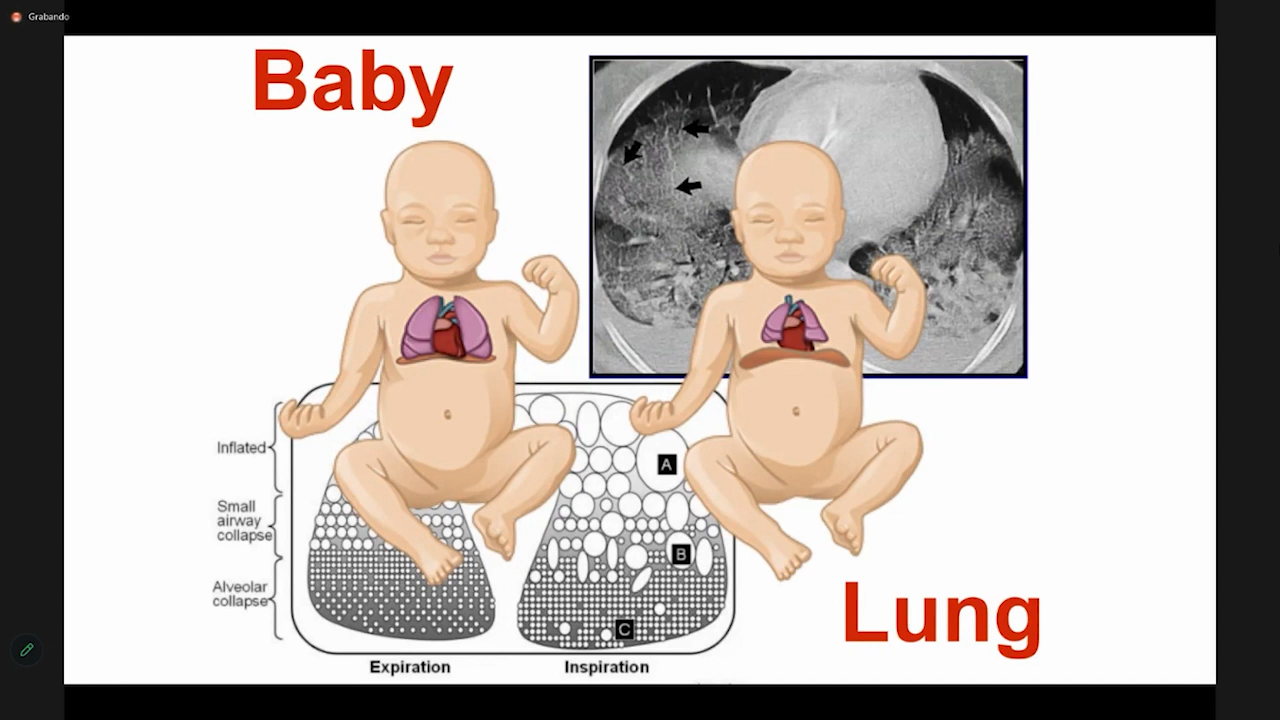 Grabando
Baby
Inflated
Small
airway
collapse
Alveolar
collapse
A
B
C
Expiration
Inspiration
Lung